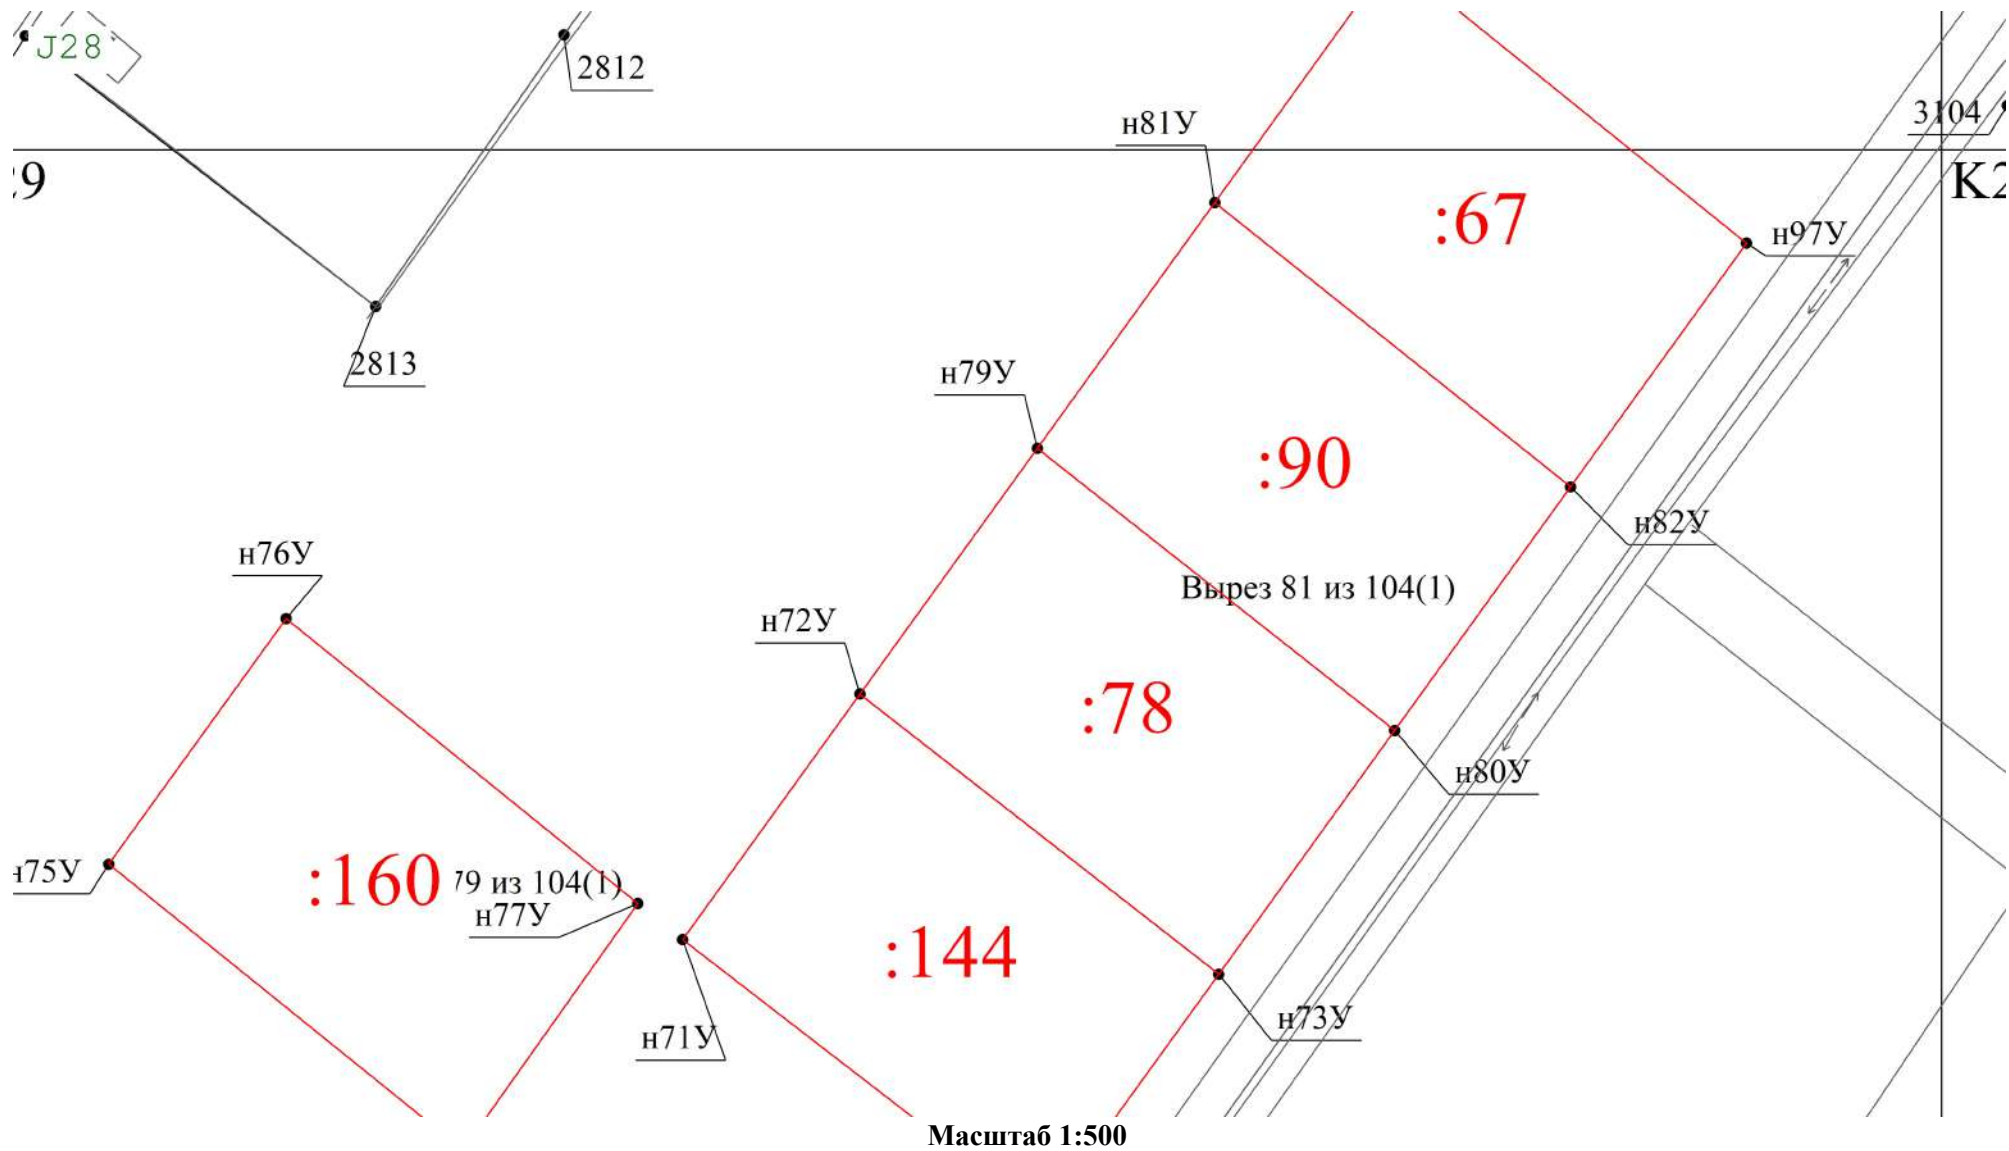 J28
2812
н81У
3104
:9
K2
:67
н97У
2813
н79У
:90
н82У
н76У
Вырез 81 из 104(1)
н72У
:78
н80У
н75У
:160
79 из 104(1)
н77У
:144
н71У
н73У
Масштаб 1:500